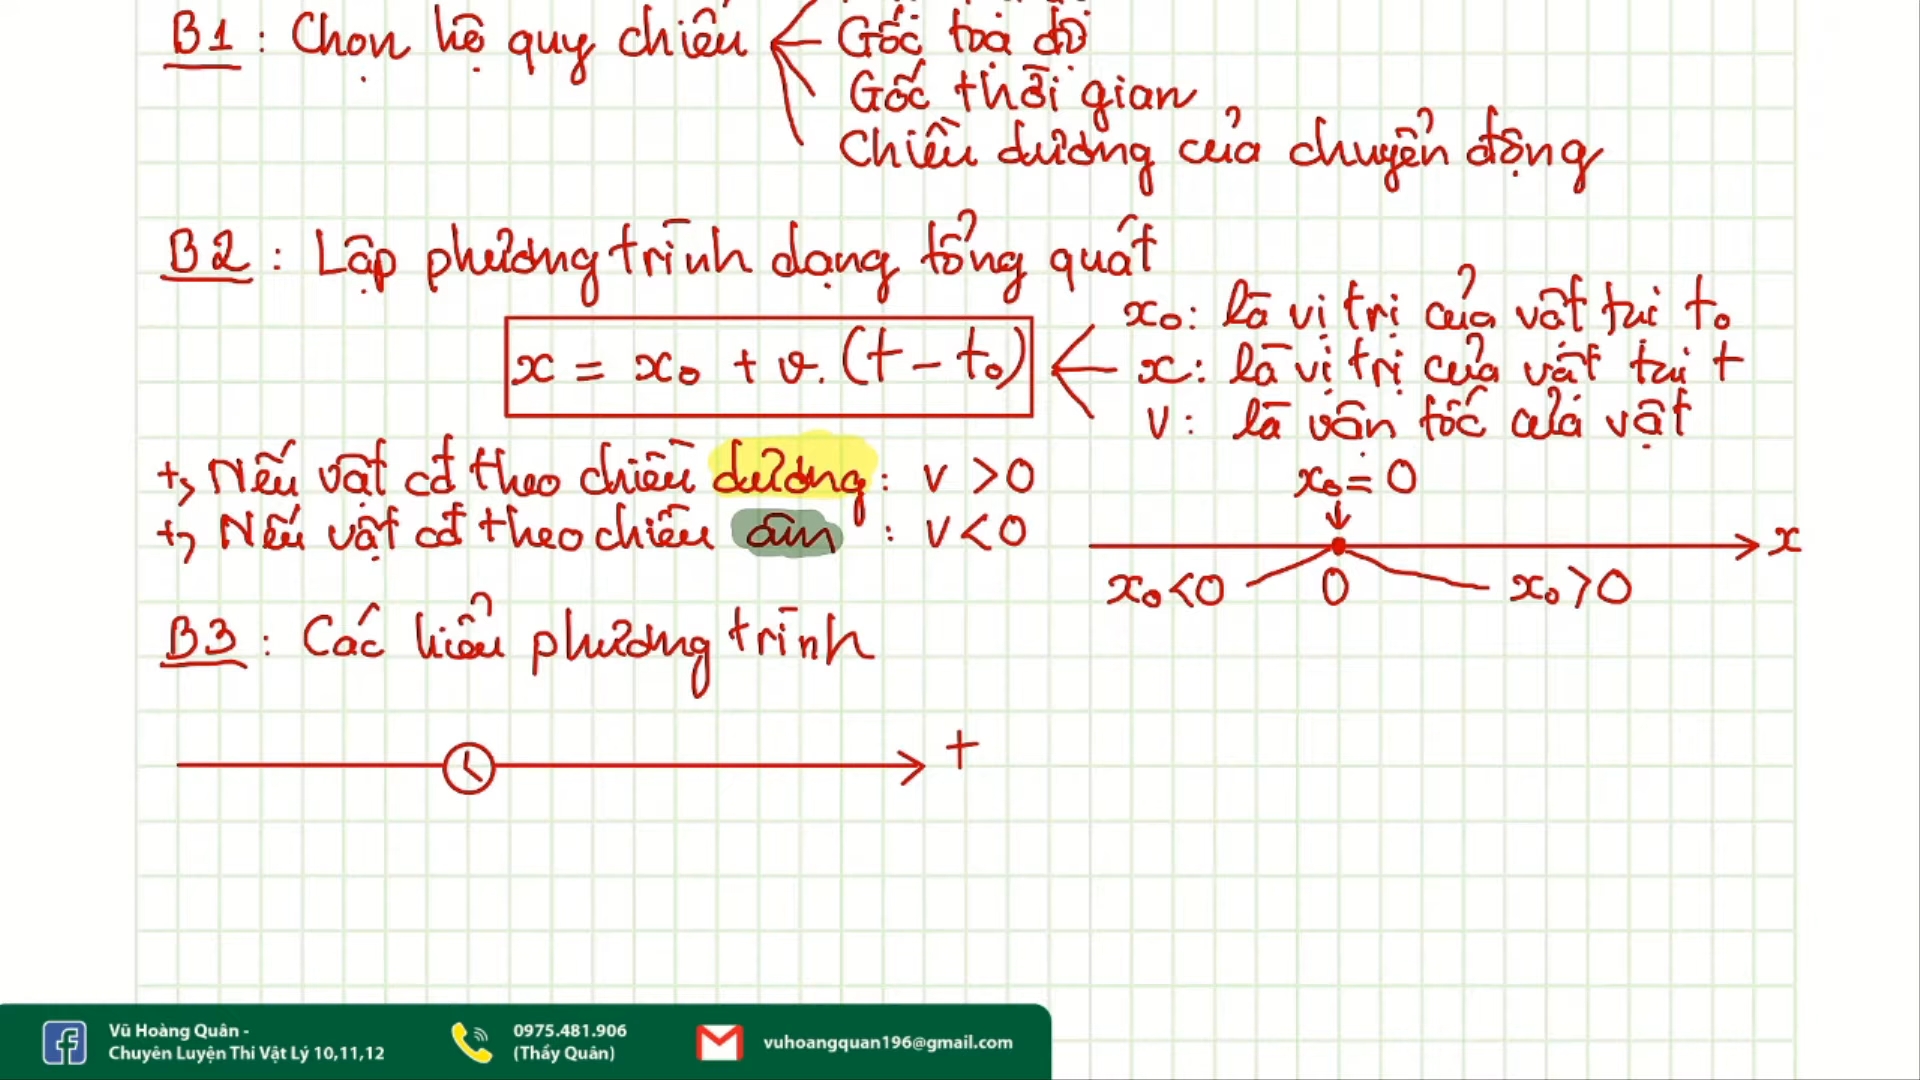 B1 : Chọn hệ quy chiếu
Gốc toạ độ
Gốc thời gian
Chiều dương của chuyển động
B2 : Lập phương trình dạng tổng quát
x = x₀ + v. (t - t₀)
x₀: là vị trị của vật tại t₀
x: là vị trị của vật tại t
v: là vận tốc của vật
+, Nếu vật cđ theo chiều dương : v > 0
+, Nếu vật cđ theo chiều âm : v < 0
x₀ = 0
x
x₀ < 0 0 x₀ > 0
B3 : Các kiểu phương trình
+
Vũ Hoàng Quân -
Chuyên Luyện Thi Vật Lý 10,11,12
0975.481.906
(Thầy Quân)
vuhoangquan196@gmail.com